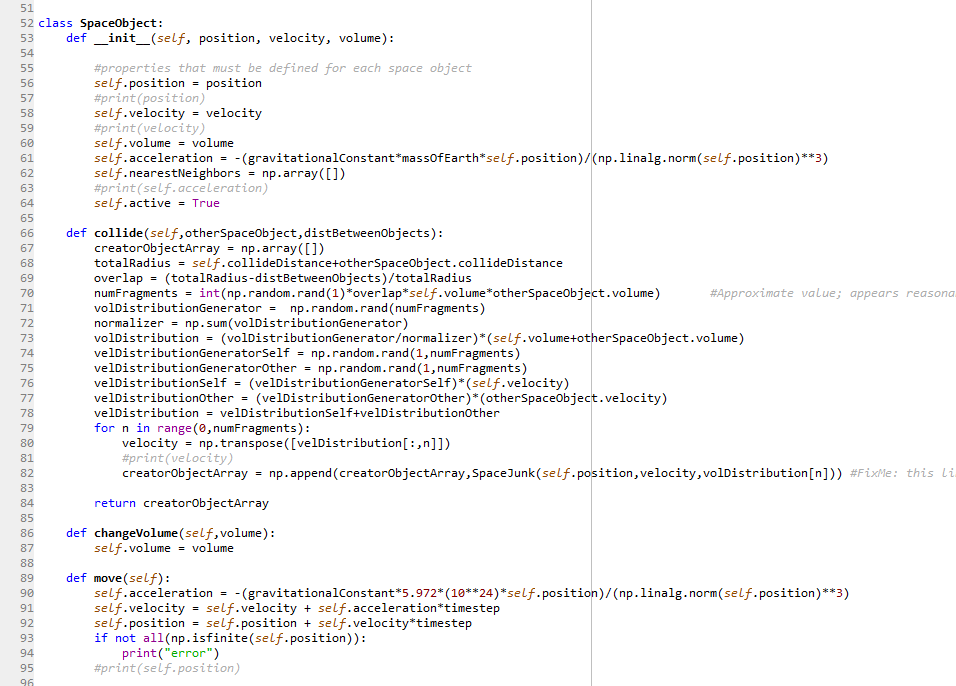 51
52 class SpaceObject:
53     def __init__(self, position, velocity, volume):
54
55         #properties that must be defined for each space object
56         self.position = position
57         #print(position)
58         self.velocity = velocity
59         #print(velocity)
60         self.volume = volume
61         self.acceleration = -(gravitationalConstant*massOfEarth*self.position)/(np.linalg.norm(self.position)**3)
62         self.nearestNeighbors = np.array([])
63         #print(self.acceleration)
64         self.active = True
65
66     def collide(self,otherSpaceObject,distBetweenObjects):
67         creatorObjectArray = np.array([])
68         totalRadius = self.collideDistance+otherSpaceObject.collideDistance
69         overlap = (totalRadius-distBetweenObjects)/totalRadius
70         numFragments = int(np.random.rand(1)*overlap*self.volume*otherSpaceObject.volume)       #Approximate value; appears reasona
71         volDistributionGenerator =  np.random.rand(numFragments)
72         normalizer = np.sum(volDistributionGenerator)
73         volDistribution = (volDistributionGenerator/normalizer)*(self.volume+otherSpaceObject.volume)
74         velDistributionGeneratorSelf = np.random.rand(1,numFragments)
75         velDistributionGeneratorOther = np.random.rand(1,numFragments)
76         velDistributionSelf = (velDistributionGeneratorSelf)*(self.velocity)
77         velDistributionOther = (velDistributionGeneratorOther)*(otherSpaceObject.velocity)
78         velDistribution = velDistributionSelf+velDistributionOther
79         for n in range(0,numFragments):
80             velocity = np.transpose([velDistribution[:,n]])
81             #print(velocity)
82             creatorObjectArray = np.append(creatorObjectArray,SpaceJunk(self.position,velocity,volDistribution[n])) #FixMe: this li
83
84         return creatorObjectArray
85
86     def changeVolume(self,volume):
87         self.volume = volume
88
89     def move(self):
90         self.acceleration = -(gravitationalConstant*5.972*(10**24)*self.position)/(np.linalg.norm(self.position)**3)
91         self.velocity = self.velocity + self.acceleration*timestep
92         self.position = self.position + self.velocity*timestep
93         if not all(np.isfinite(self.position)):
94             print("error")
95         #print(self.position)
96